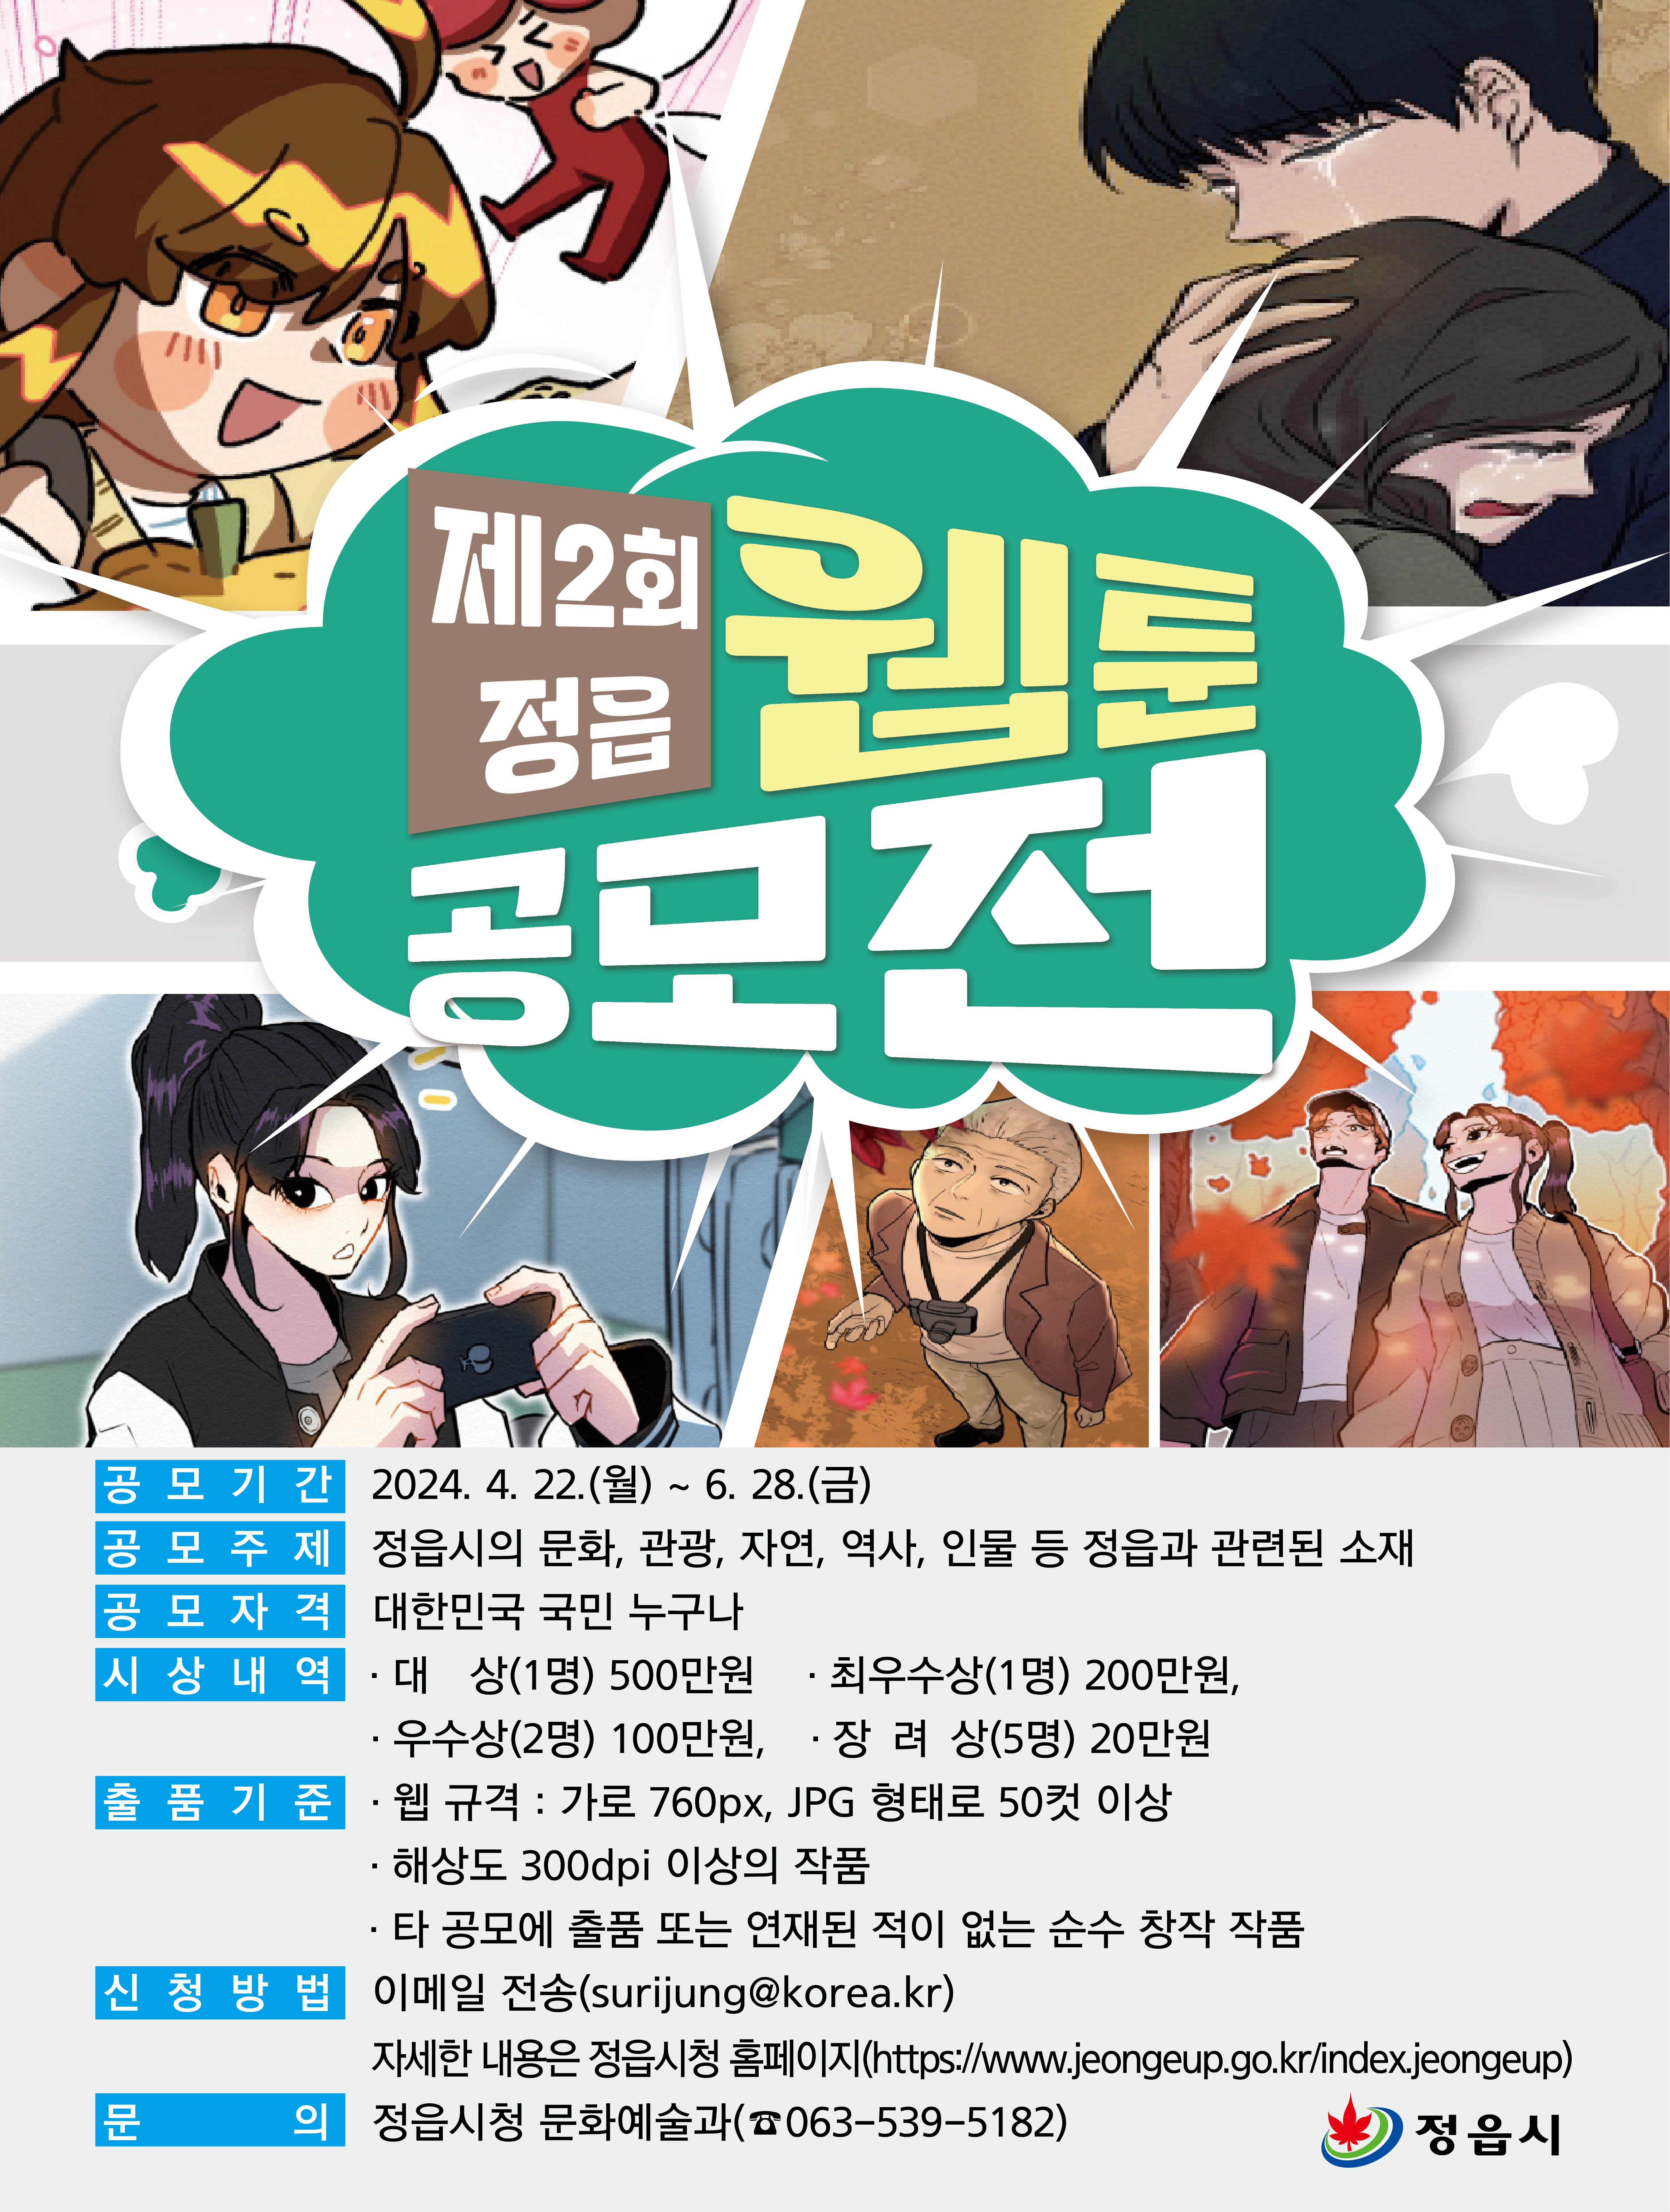 제2회
정읍
웹툰
공모전
공모기간 2024. 4. 22.(월) ~ 6. 28.(금)
공모주제 정읍시의 문화, 관광, 자연, 역사, 인물 등 정읍과 관련된 소재
공모자격 대한민국 국민 누구나
시상내역 · 대 상(1명) 500만원 · 최우수상(1명) 200만원,
· 우수상(2명) 100만원, · 장 려 상(5명) 20만원
출품기준 · 웹 규격 : 가로 760px, JPG 형태로 50컷 이상
· 해상도 300dpi 이상의 작품
· 타 공모에 출품 또는 연재된 적이 없는 순수 창작 작품
신청방법 이메일 전송(surijung@korea.kr)
자세한 내용은 정읍시청 홈페이지(https://www.jeongeup.go.kr/index.jeongeup)
문 의 정읍시청 문화예술과(☎063-539-5182)
정읍시